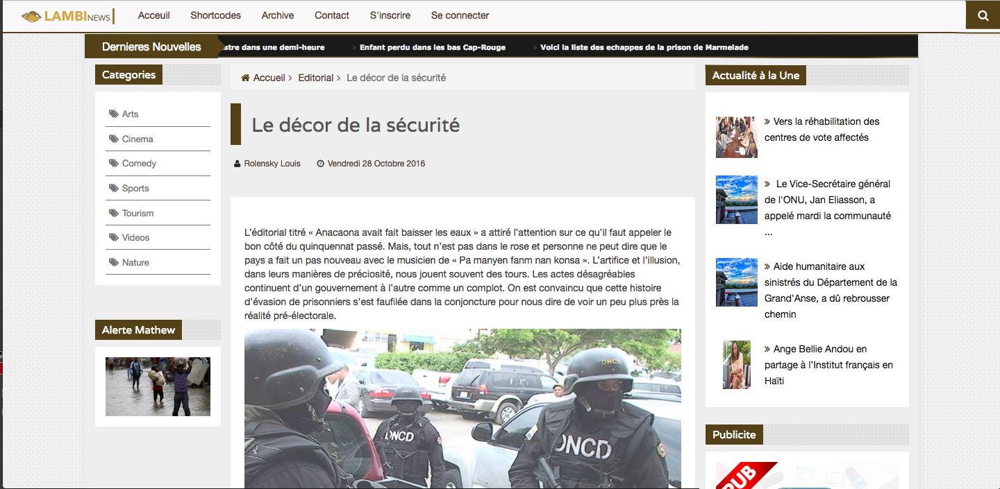 LAMBINEWS
Acceuil Shortcodes Archive Contact S'inscrire Se connecter
Dernieres Nouvelles
stre dans une demi-heure » Enfant perdu dans les bas Cap-Rouge » Voici la liste des echappes de la prison de Marmelade
Categories
Arts
Cinema
Comedy
Sports
Tourism
Videos
Nature
Alerte Mathew
Accueil > Editorial > Le décor de la sécurité
Le décor de la sécurité
Rolensky Louis Vendredi 28 Octobre 2016
L'éditorial titré « Anacaona avait fait baisser les eaux » a attiré l'attention sur ce qu'il faut appeler le
bon côté du quinquennat passé. Mais, tout n'est pas dans le rose et personne ne peut dire que le
pays a fait un pas nouveau avec le musicien de « Pa manyen fanm nan konsa ». L'artifice et l'illusion,
dans leurs manières de préciosité, nous jouent souvent des tours. Les actes désagréables
continuent d'un gouvernement à l'autre comme un complot. On est convaincu que cette histoire
d'évasion de prisonniers s'est faufilée dans la conjoncture pour nous dire de voir un peu plus près la
réalité pré-électorale.
DNCD
DNCD
DNCD
Actualité à la Une
» Vers la réhabilitation des
centres de vote affectés
» Le Vice-Secrétaire général
de l'ONU, Jan Eliasson, a
appelé mardi la communauté
...
» Aide humanitaire aux
sinistrés du Département de la
Grand'Anse, a dû rebrousser
chemin
» Ange Bellie Andou en
partage à l'Institut français en
Haïti
Publicite
PUB